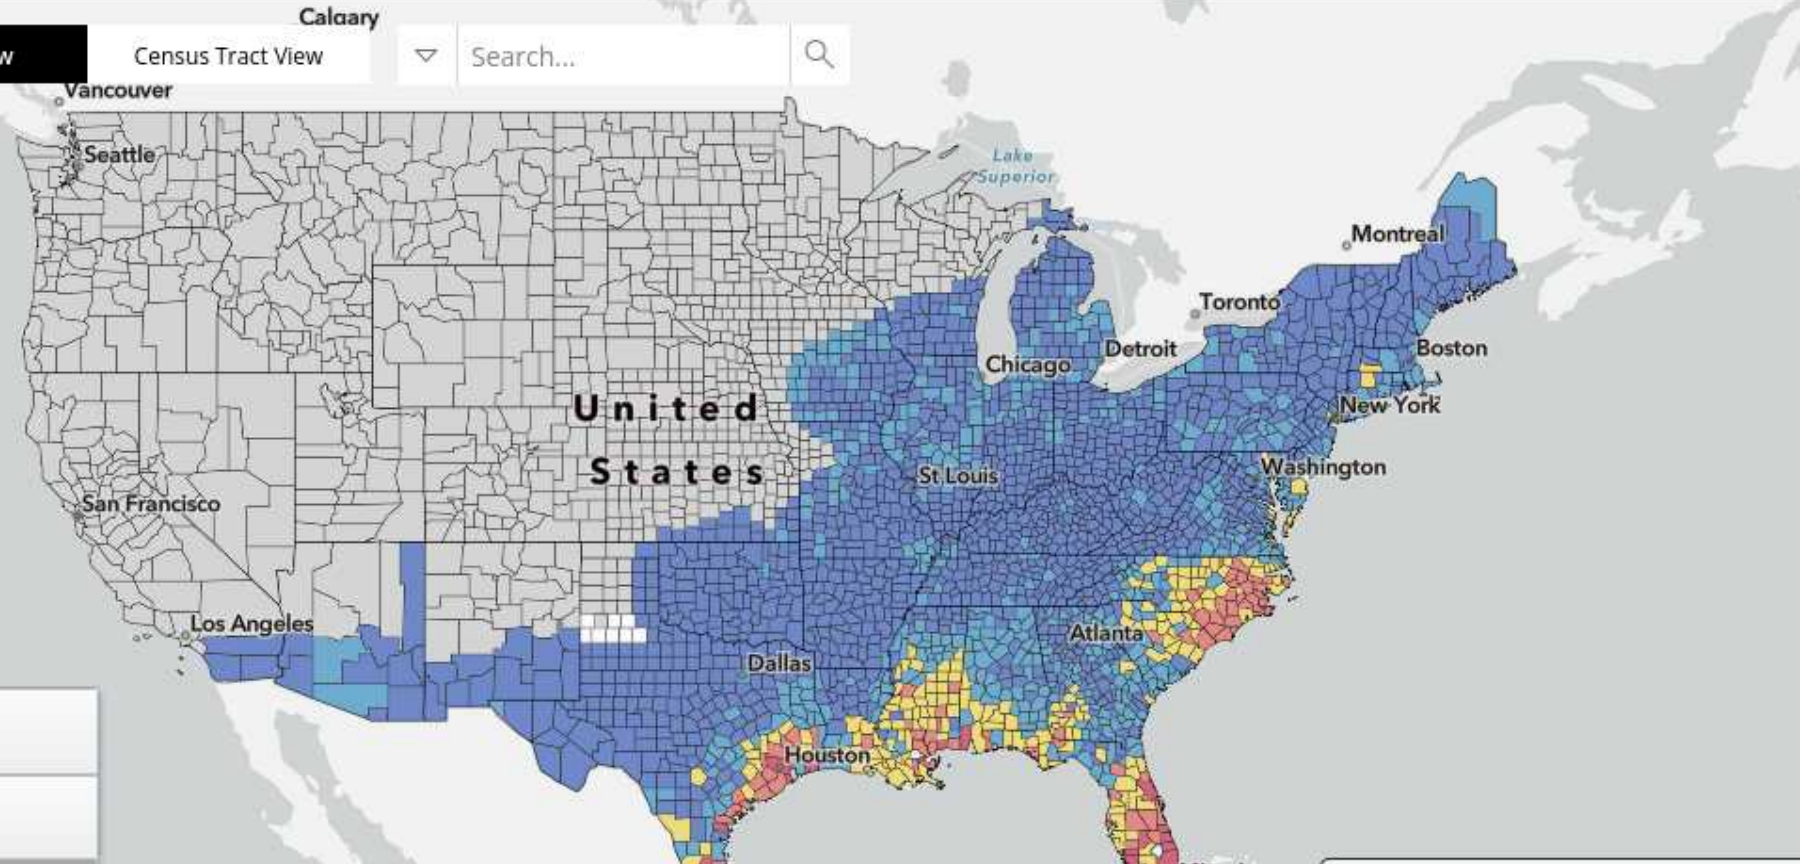 Calgary
w
Census Tract View
Search...
Vancouver
Seattle
Lake
Superior
Montreal
Toronto
Boston
Detroit
Chicago
United
New York
States
Washington
St Louis
San Francisco
Los Angeles
Atlanta
Dallas
Houston